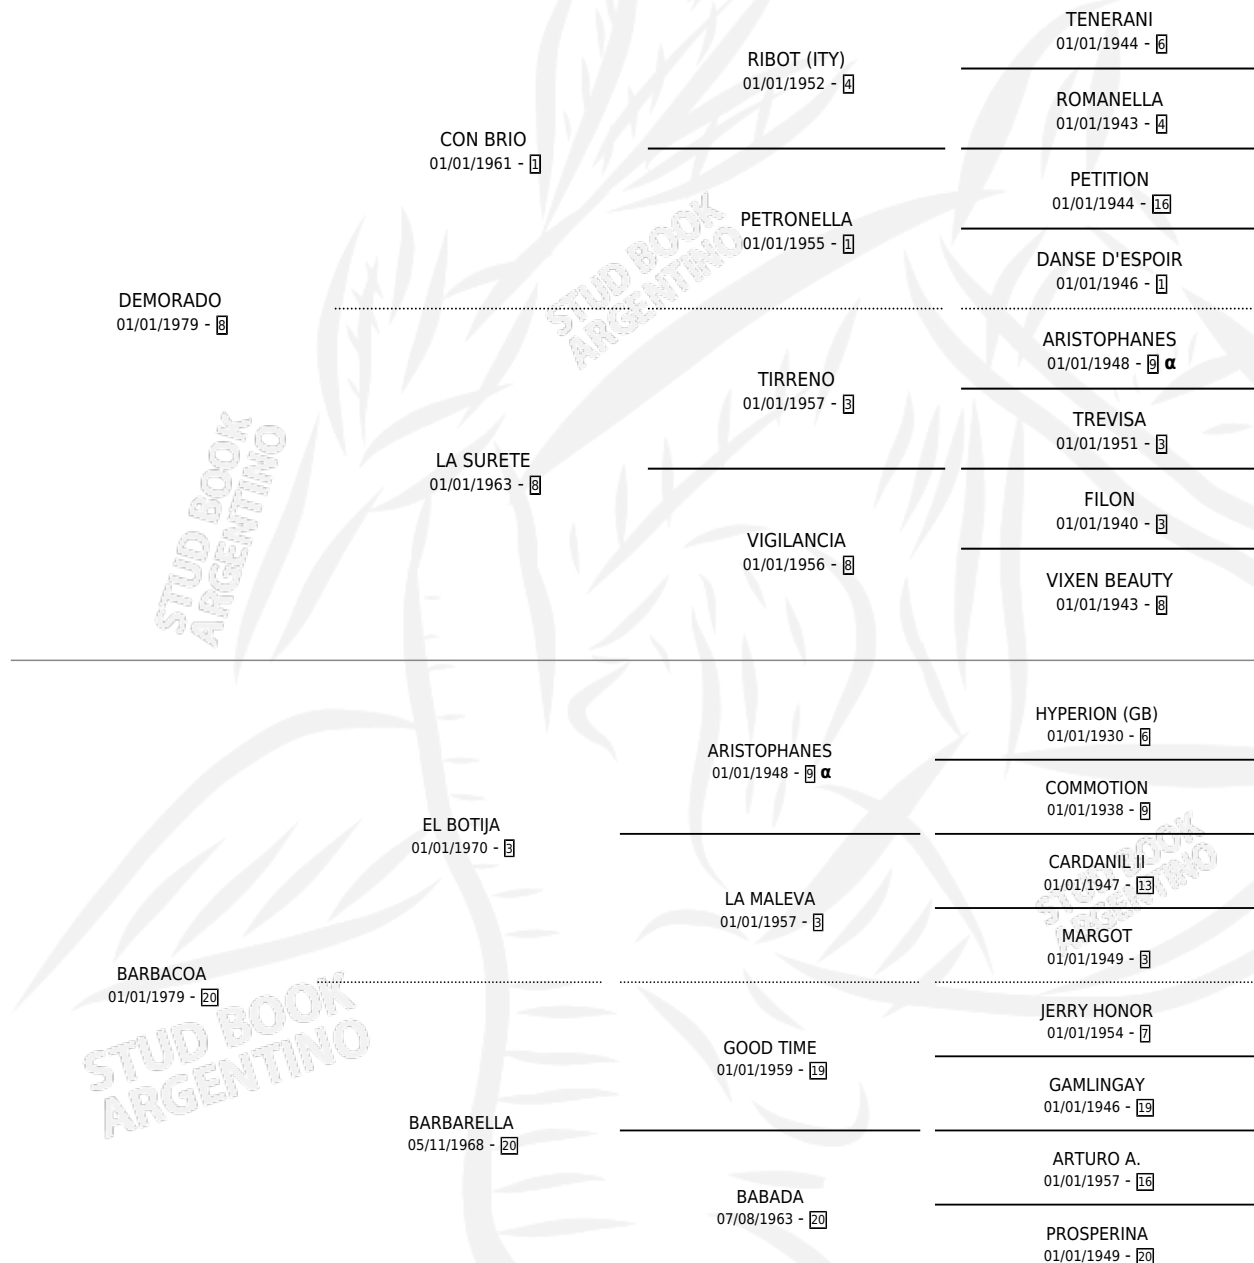 TENERANI
01/01/1944 - 6
RIBOT (ITY)
01/01/1952 - 4
ROMANELLA
01/01/1943 - 4
CON BRIO
01/01/1961 - 1
PETITION
01/01/1944 - 16
PETRONELLA
01/01/1955 - 1
DANSE D'ESPOIR
01/01/1946 - 1
DEMORADO
01/01/1979 - 8
ARISTOPHANES
01/01/1948 - 9 α
TIRRENO
01/01/1957 - 3
TREVISA
01/01/1951 - 3
LA SURETE
01/01/1963 - 8
FILON
01/01/1940 - 3
VIGILANCIA
01/01/1956 - 8
VIXEN BEAUTY
01/01/1943 - 8
STUD BOOK
ARGENTINO
STUD BOOK
ARGENTINO
HYPERION (GB)
01/01/1930 - 6
ARISTOPHANES
01/01/1948 - 9 α
COMMOTION
01/01/1938 - 9
EL BOTIJA
01/01/1970 - 3
CARDANIL II
01/01/1947 - 13
LA MALEVA
01/01/1957 - 3
MARGOT
01/01/1949 - 3
BARBACOA
01/01/1979 - 20
JERRY HONOR
01/01/1954 - 7
GOOD TIME
01/01/1959 - 19
GAMLINGAY
01/01/1946 - 19
BARBARELLA
05/11/1968 - 20
ARTURO A.
01/01/1957 - 16
BABADA
07/08/1963 - 20
PROSPERINA
01/01/1949 - 20
STUD BOOK
ARGENTINO
STUD BOOK
ARGENTINO